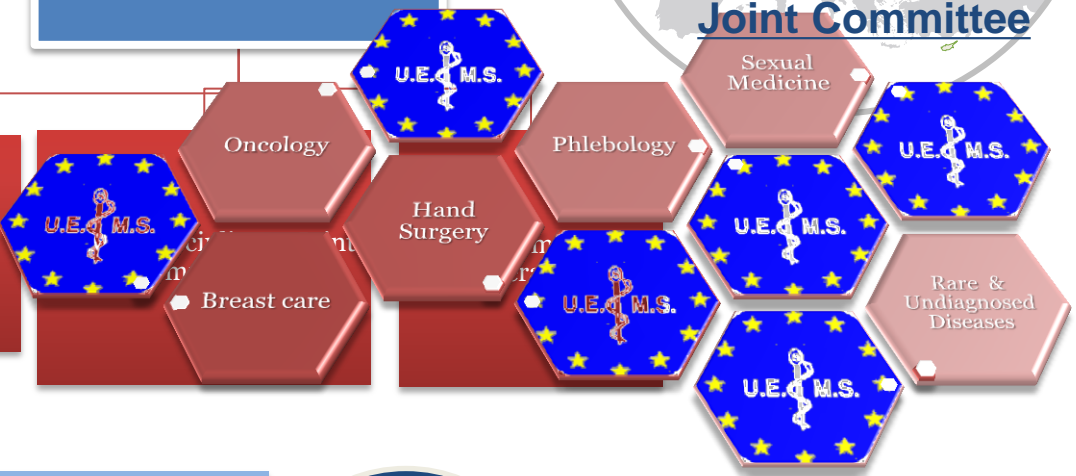 Joint Committee
Sexual
Medicine
U.E. M.S.
Oncology
Phlebology
U.E. M.S.
U.E. M.S.
Hand
Surgery
U.E. M.S.
Breast care
U.E. M.S.
Rare &
Undiagnosed
Diseases
U.E. M.S.